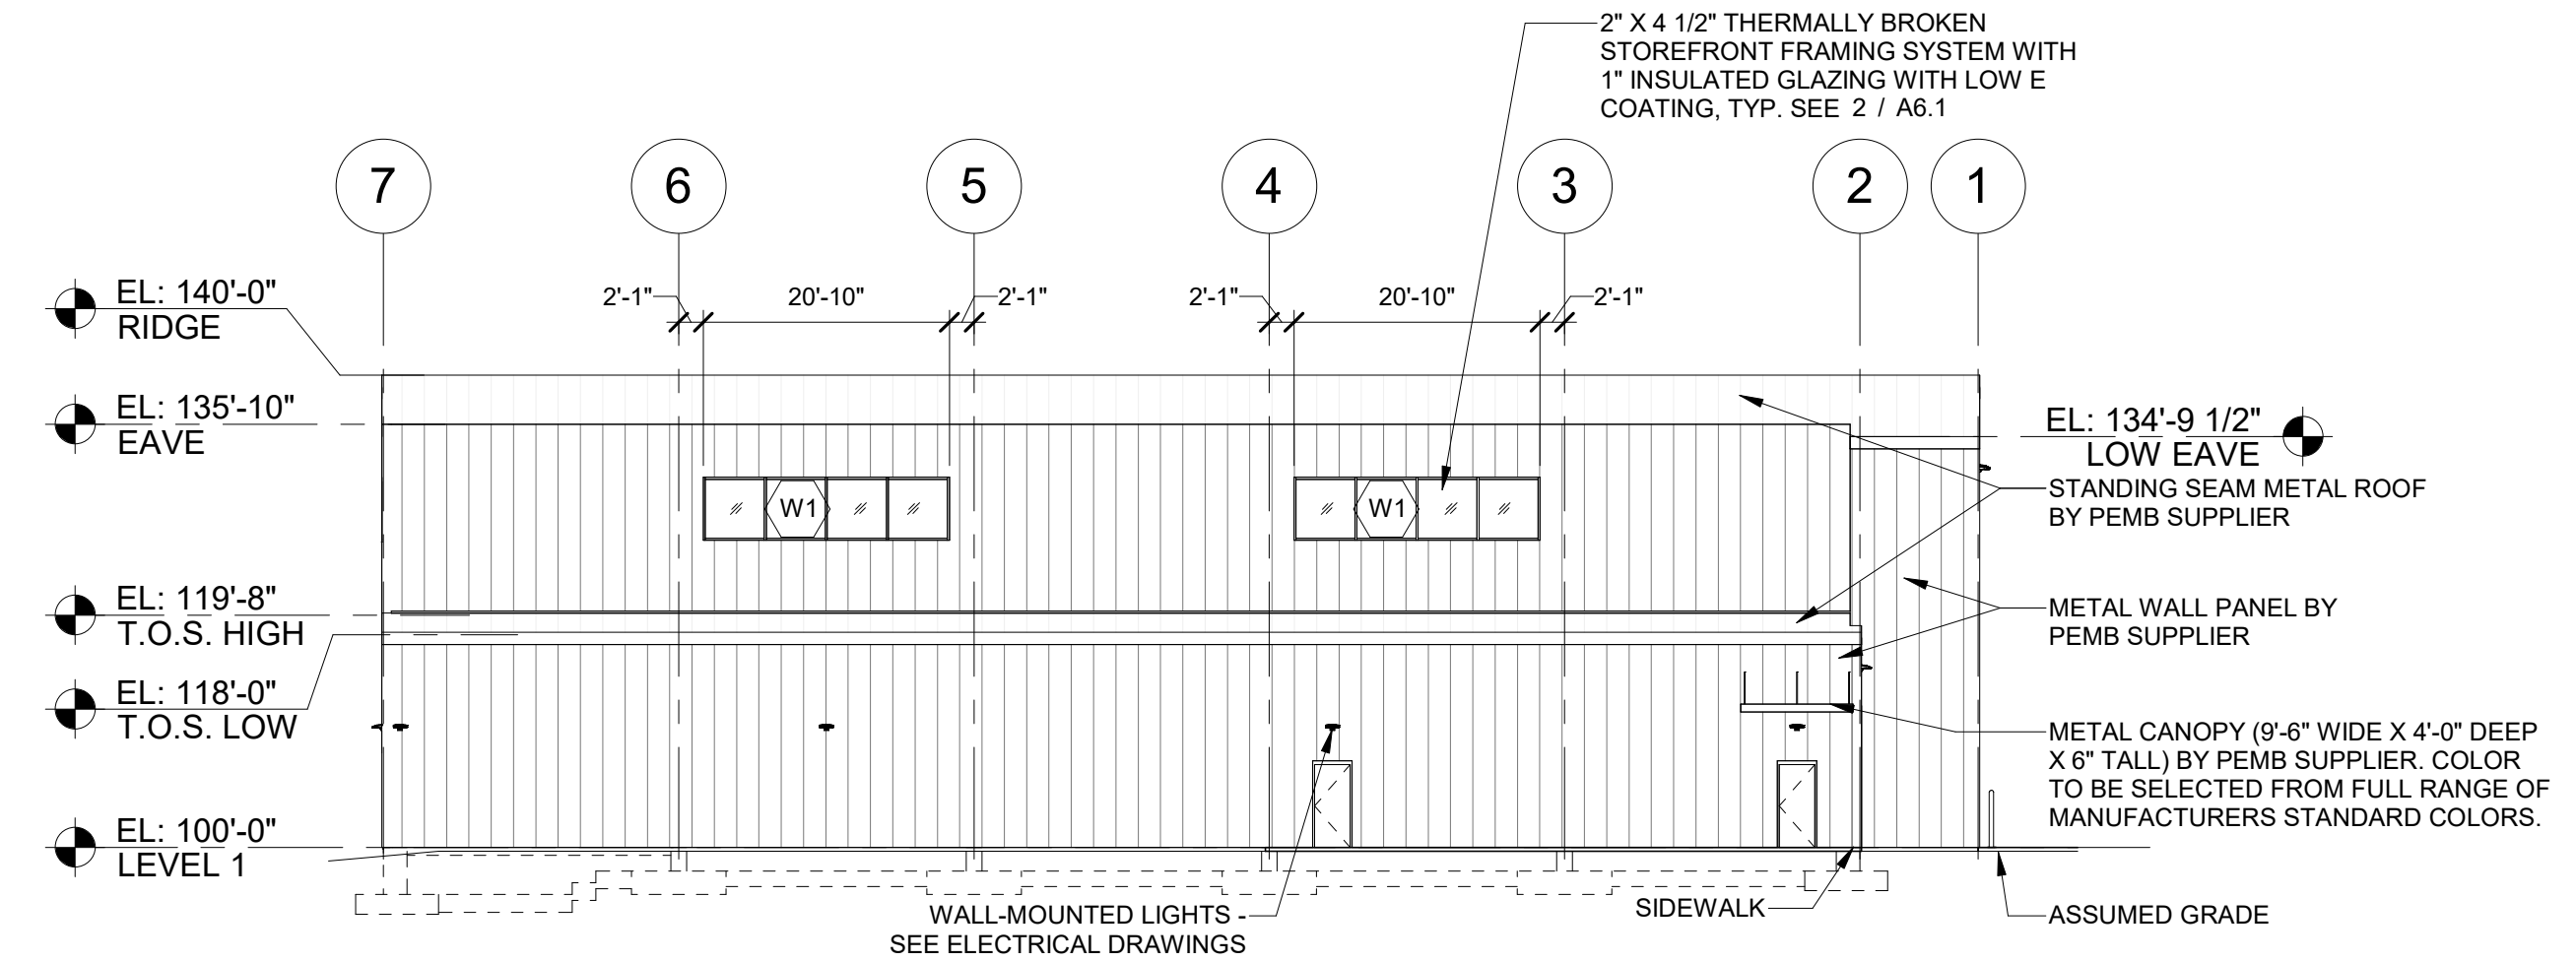 2" X 4 1/2" THERMALLY BROKEN
STOREFRONT FRAMING SYSTEM WITH
1" INSULATED GLAZING WITH LOW E
COATING, TYP. SEE 2 / A6.1
7 6 5 4 3 2 1
2'-1" 20'-10" 2'-1" 2'-1" 20'-10" 2'-1"
EL: 140'-0"
RIDGE
EL: 135'-10"
EAVE
EL: 134'-9 1/2"
LOW EAVE
W1 W1
STANDING SEAM METAL ROOF
BY PEMB SUPPLIER
EL: 119'-8"
T.O.S. HIGH
METAL WALL PANEL BY
PEMB SUPPLIER
EL: 118'-0"
T.O.S. LOW
METAL CANOPY (9'-6" WIDE X 4'-0" DEEP
X 6" TALL) BY PEMB SUPPLIER. COLOR
TO BE SELECTED FROM FULL RANGE OF
MANUFACTURERS STANDARD COLORS.
EL: 100'-0"
LEVEL 1
WALL-MOUNTED LIGHTS -
SEE ELECTRICAL DRAWINGS
SIDEWALK
ASSUMED GRADE